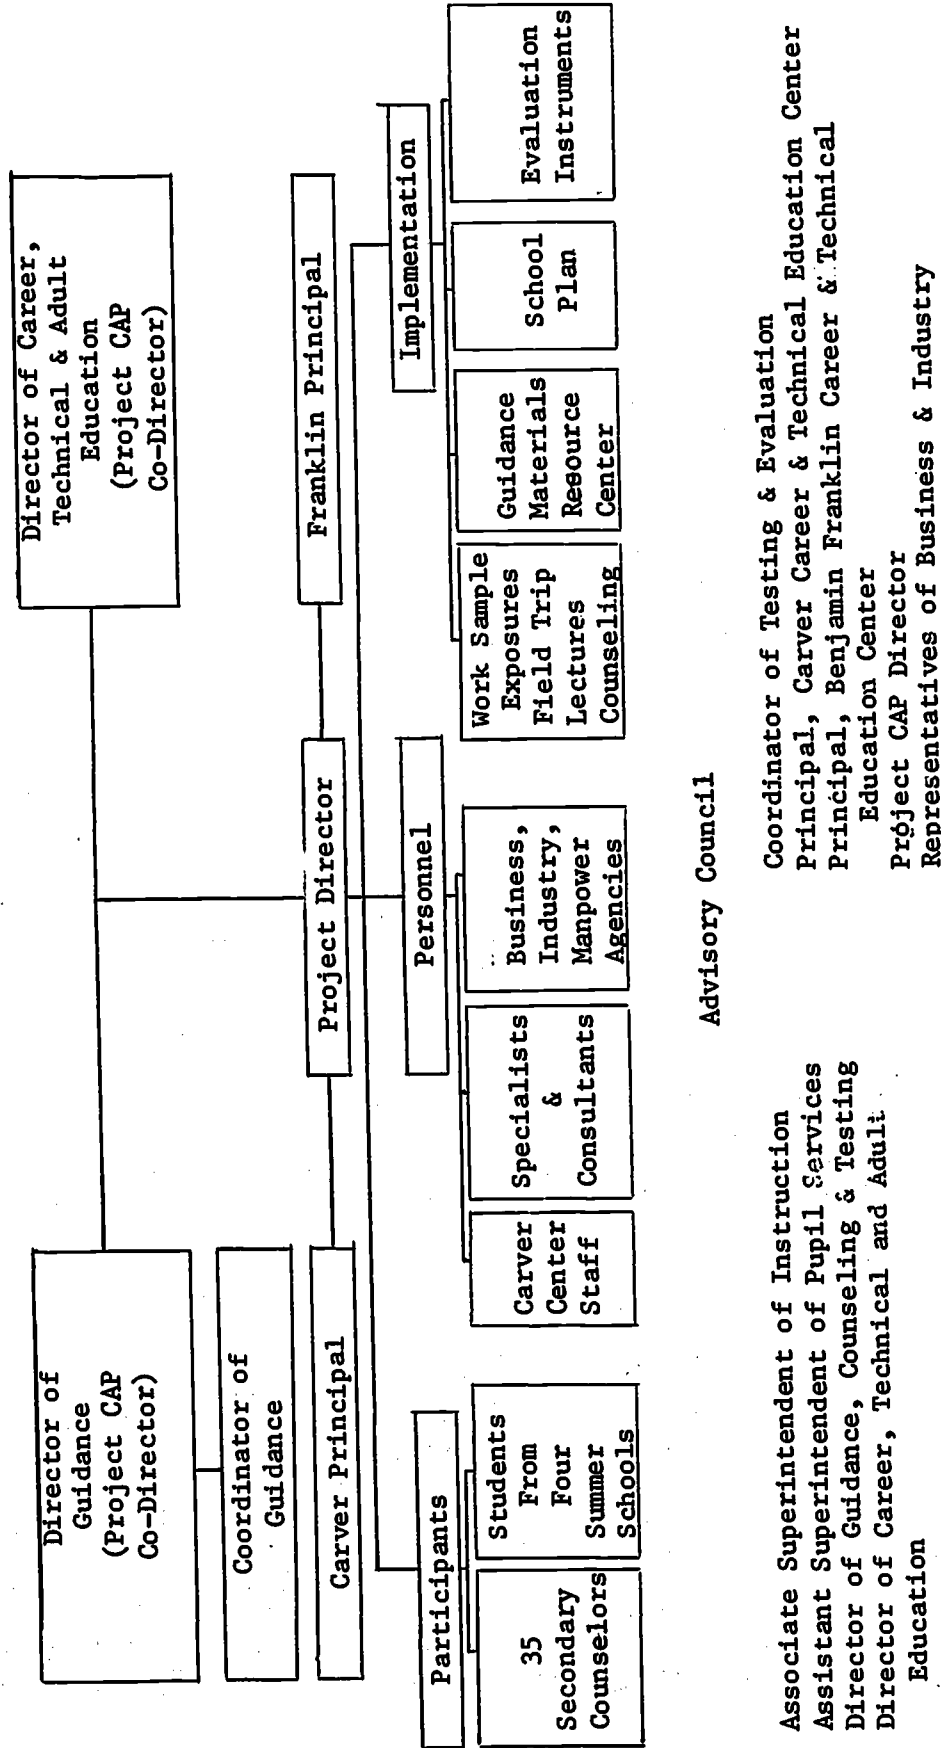 Director of
Guidance
(Project CAP
Co-Director)
Director of Career,
Technical & Adult
Education
(Project CAP
Co-Director)
Coordinator of
Guidance
Carver Principal
Project Director
Franklin Principal
Participants
Personnel
Implementation
35
Secondary
Counselors
Students
From
Four
Summer
Schools
Carver
Center
Staff
Specialists
&
Consultants
Business,
Industry,
Manpower
Agencies
Work Sample
Exposures
Field Trip
Lectures
Counseling
Guidance
Materials
Resource
Center
School
Plan
Evaluation
Instruments
Advisory Council
Associate Superintendent of Instruction
Assistant Superintendent of Pupil Services
Director of Guidance, Counseling & Testing
Director of Career, Technical and Adult
Education
Coordinator of Testing & Evaluation
Principal, Carver Career & Technical Education Center
Principal, Benjamin Franklin Career & Technical
Education Center
Project CAP Director
Representatives of Business & Industry